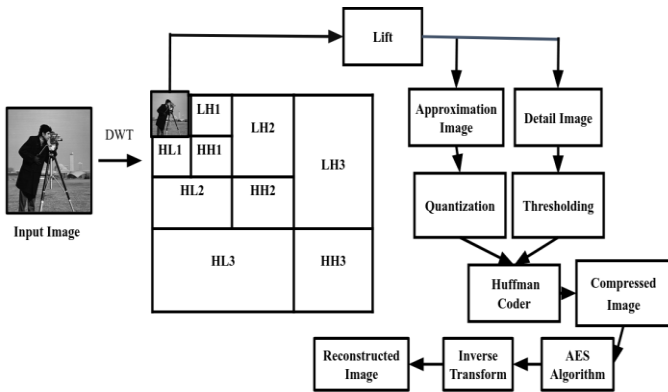 Lift
DWT
Input Image
LH1
HL1
HH1
LH2
HL2
HH2
LH3
HL3
HH3
Approximation
Image
Detail Image
Quantization
Thresholding
Huffman
Coder
Compressed
Image
AES
Algorithm
Inverse
Transform
Reconstructed
Image